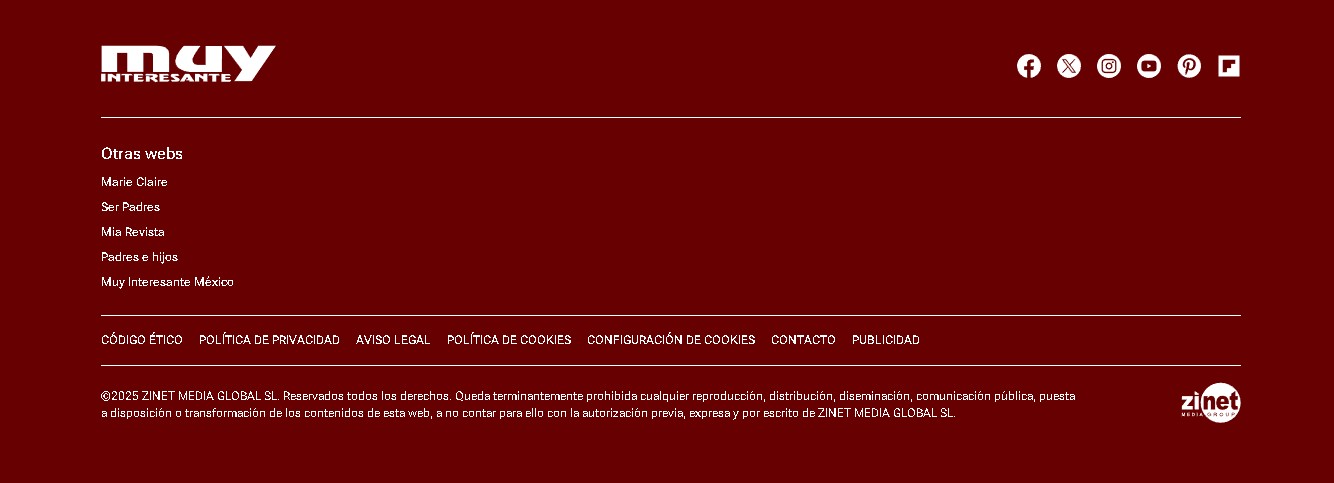 muy
INTERESANTE
Otras webs
Marie Claire
Ser Padres
Mia Revista
Padres e hijos
Muy Interesante México
CÓDIGO ÉTICO POLÍTICA DE PRIVACIDAD AVISO LEGAL POLÍTICA DE COOKIES CONFIGURACIÓN DE COOKIES CONTACTO PUBLICIDAD
©2025 ZINET MEDIA GLOBAL SL. Reservados todos los derechos. Queda terminantemente prohibida cualquier reproducción, distribución, diseminación, comunicación pública, puesta
a disposición o transformación de los contenidos de esta web, a no contar para ello con la autorización previa, expresa y por escrito de ZINET MEDIA GLOBAL SL.
zinet
MEDIA GROUP